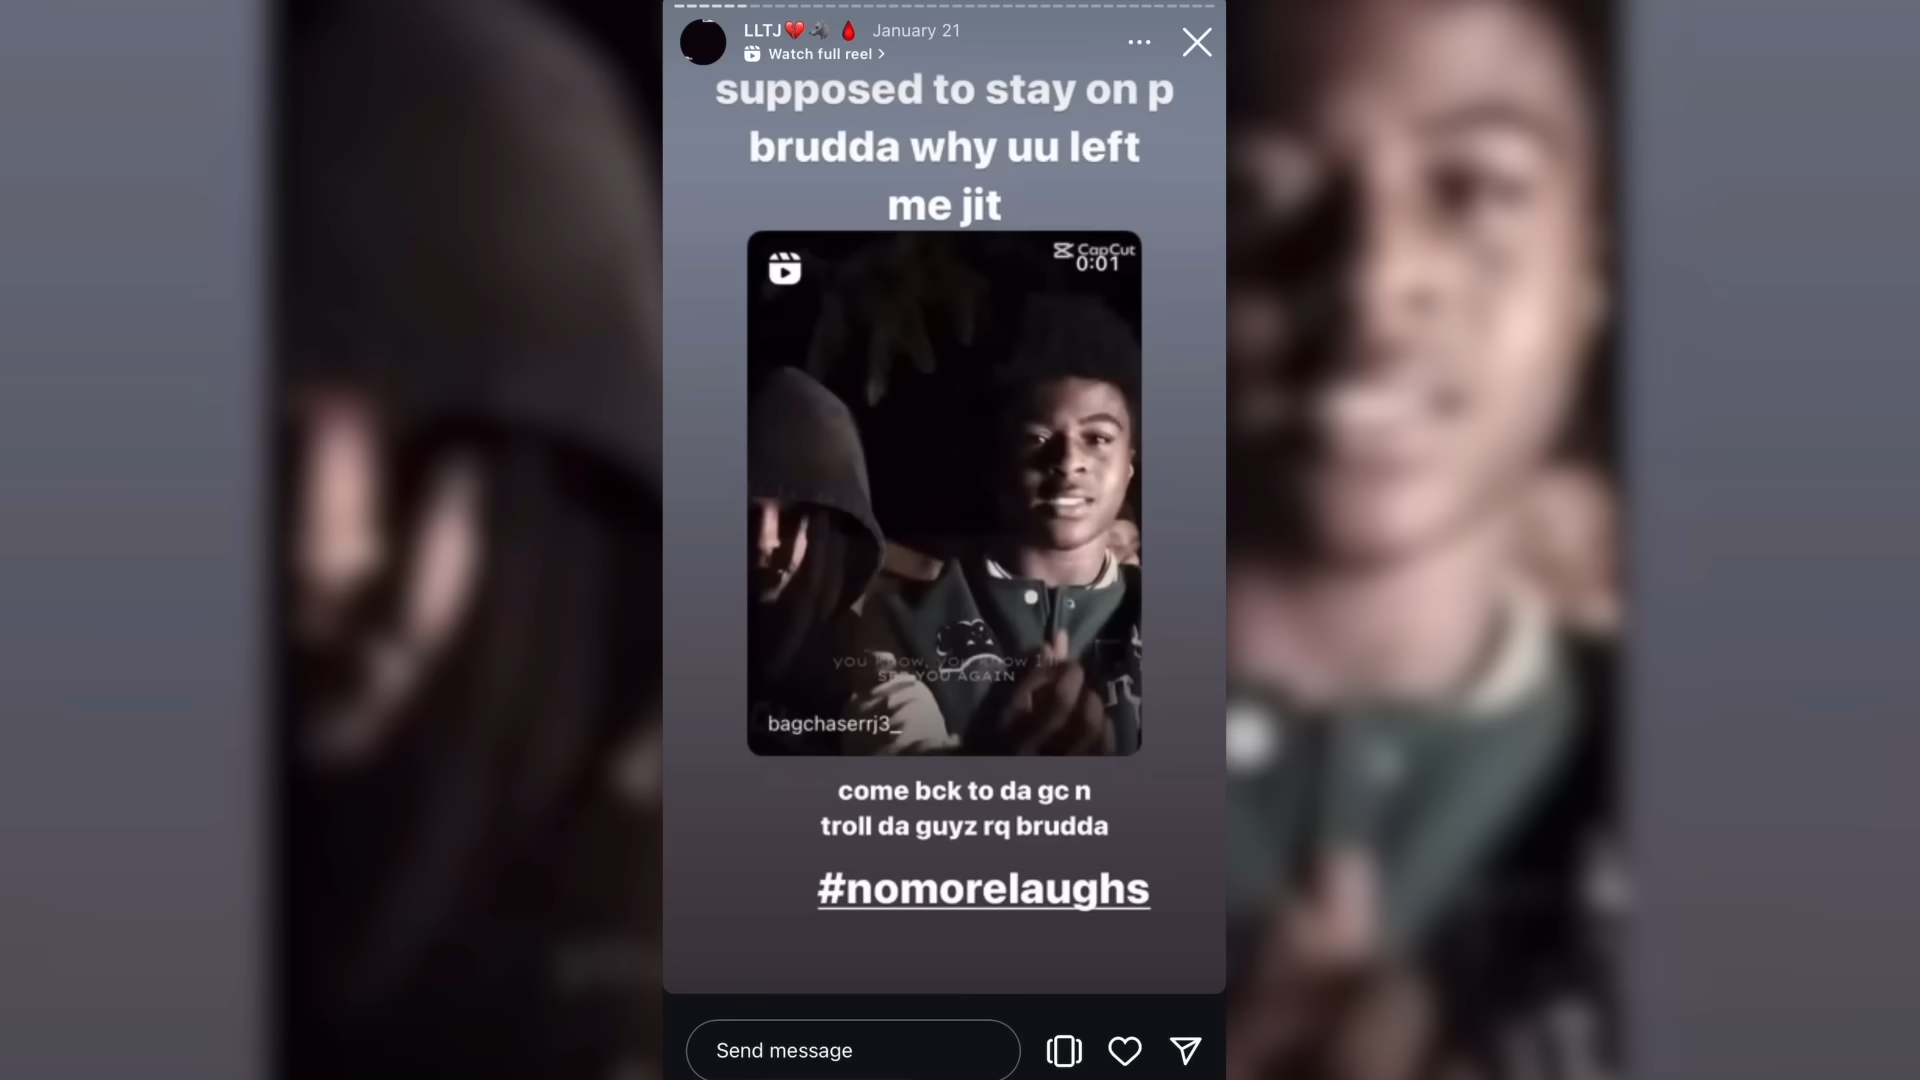 LLTJ💔🐺🩸 January 21
Watch full reel >
supposed to stay on p
brudda why uu left
me jit
CapCut
0:01
you know, you know I'll
SEE YOU AGAIN
bagchaserrj3_
come bck to da gc n
troll da guyz rq brudda
#nomorelaughs
Send message